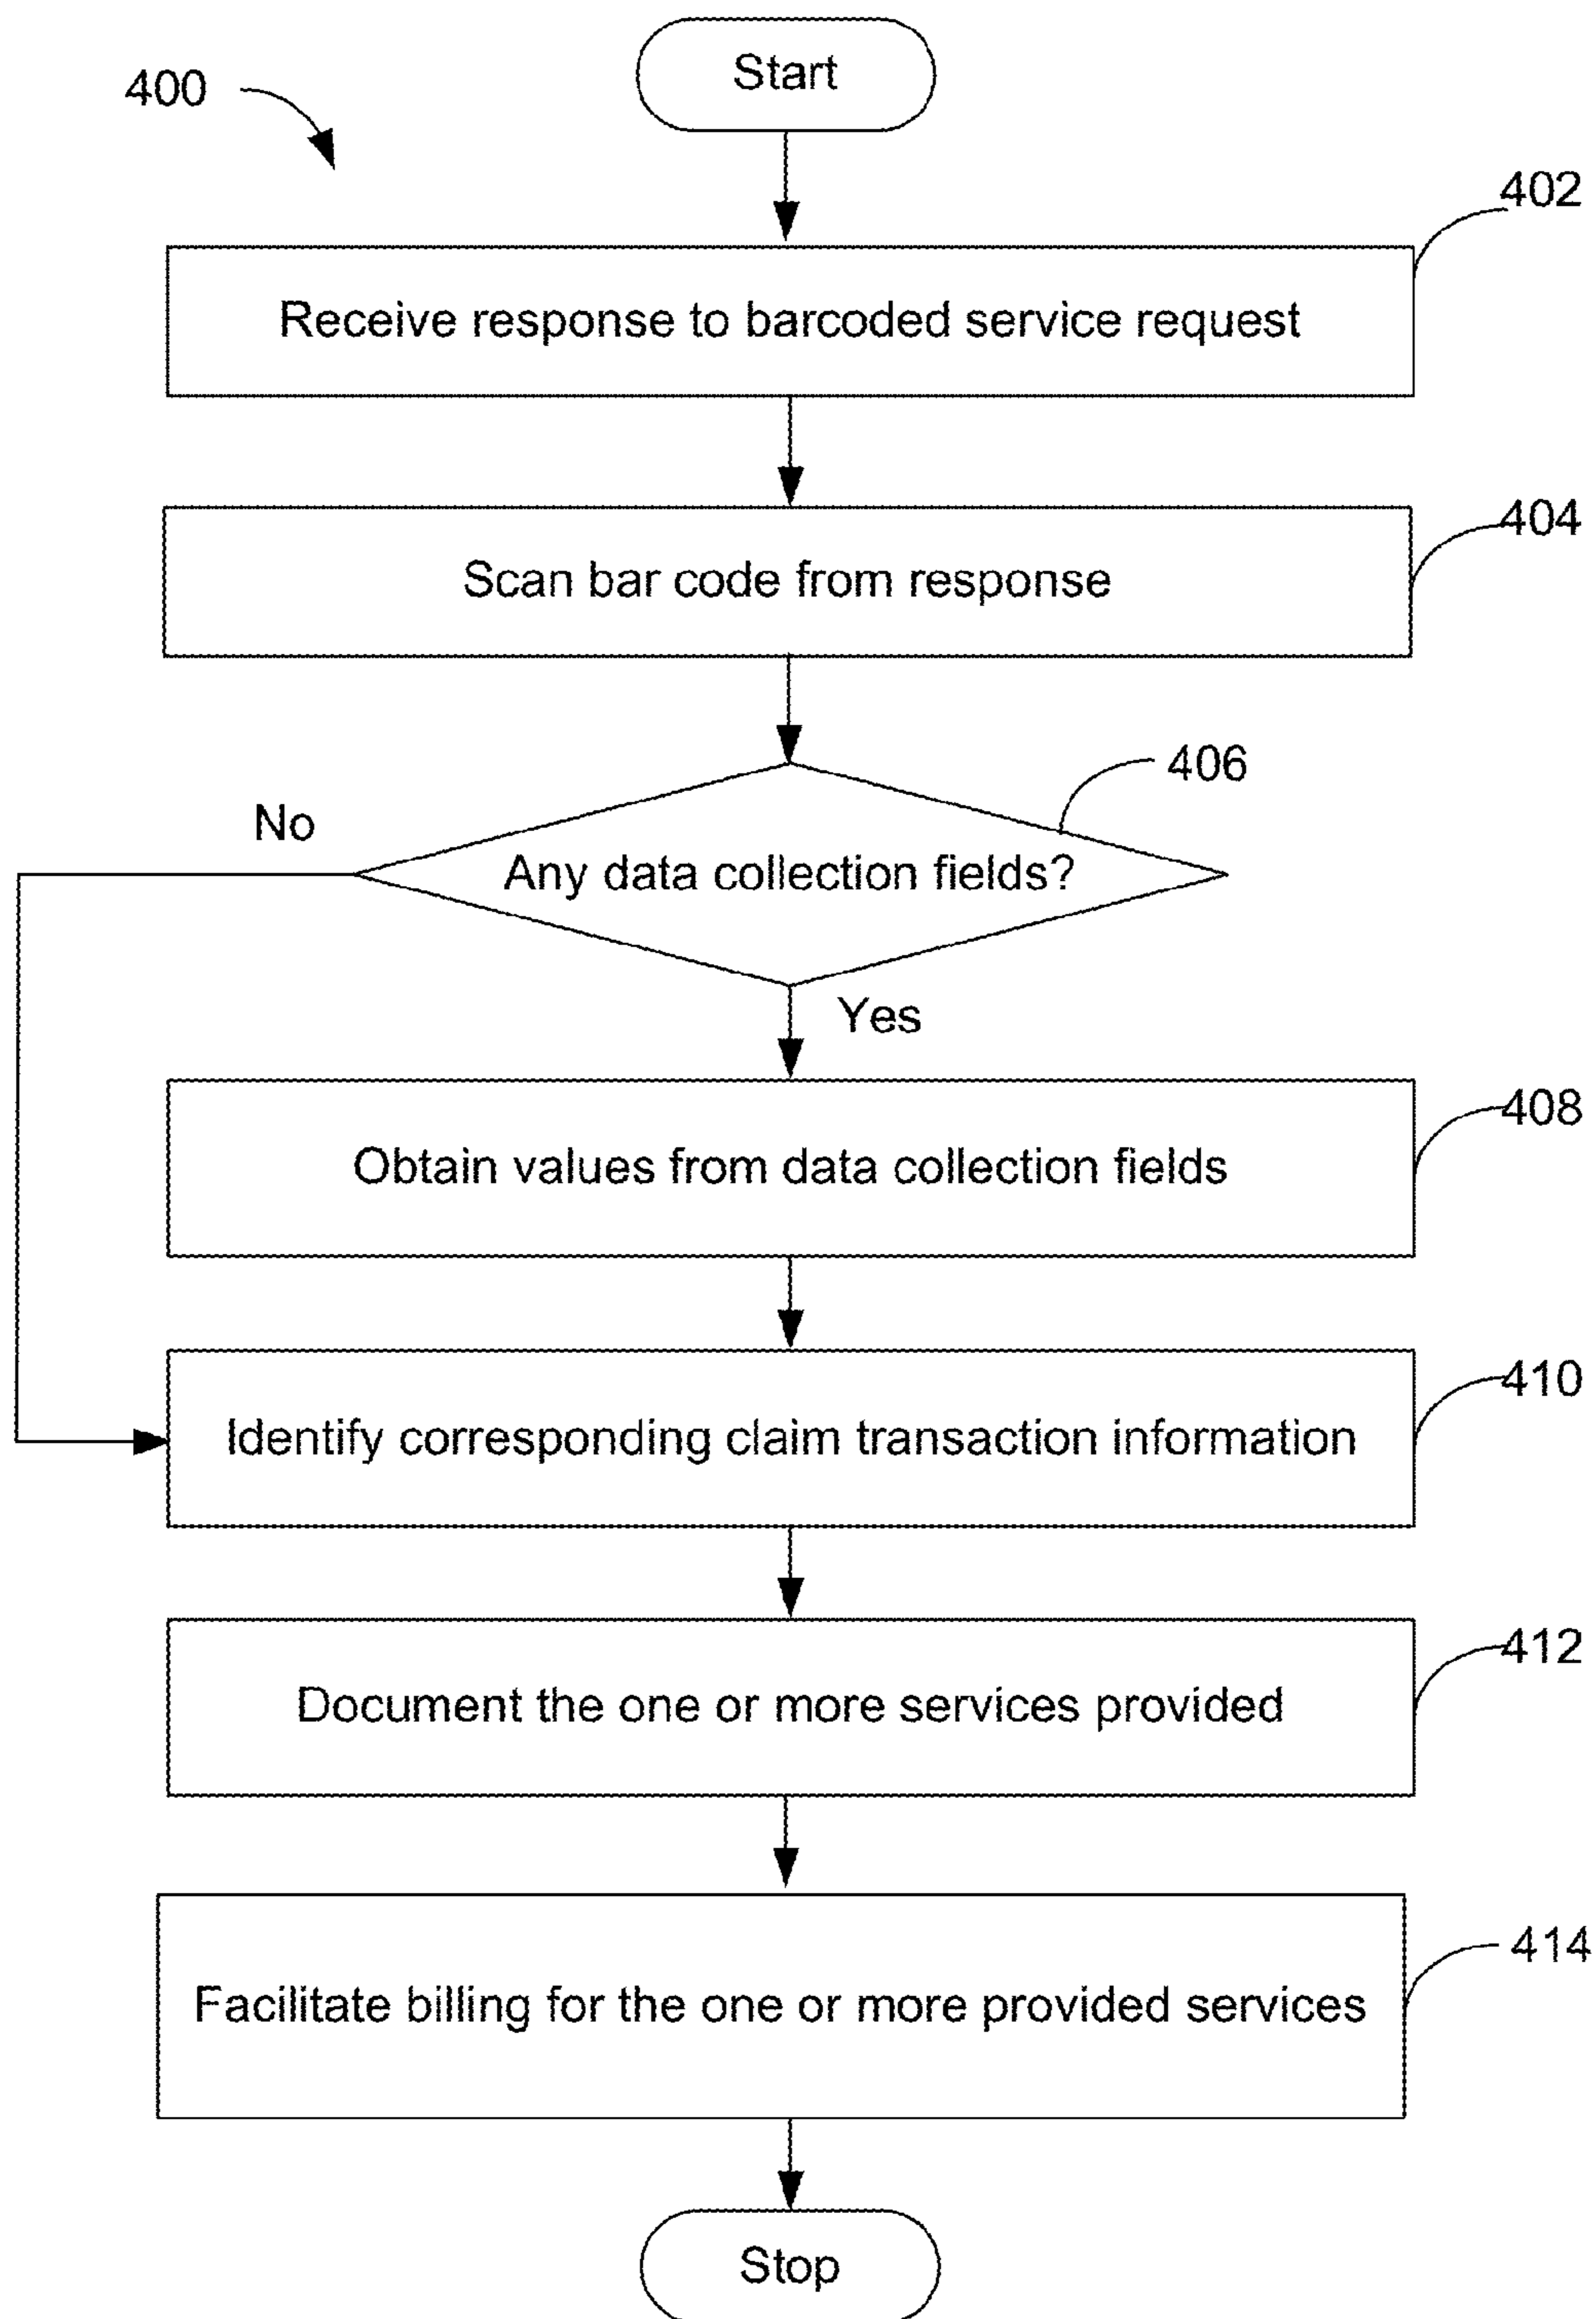 Start
400
402
Receive response to barcoded service request
404
Scan bar code from response
406
No
Any data collection fields?
Yes
408
Obtain values from data collection fields
410
Identify corresponding claim transaction information
412
Document the one or more services provided
414
Facilitate billing for the one or more provided services
Stop